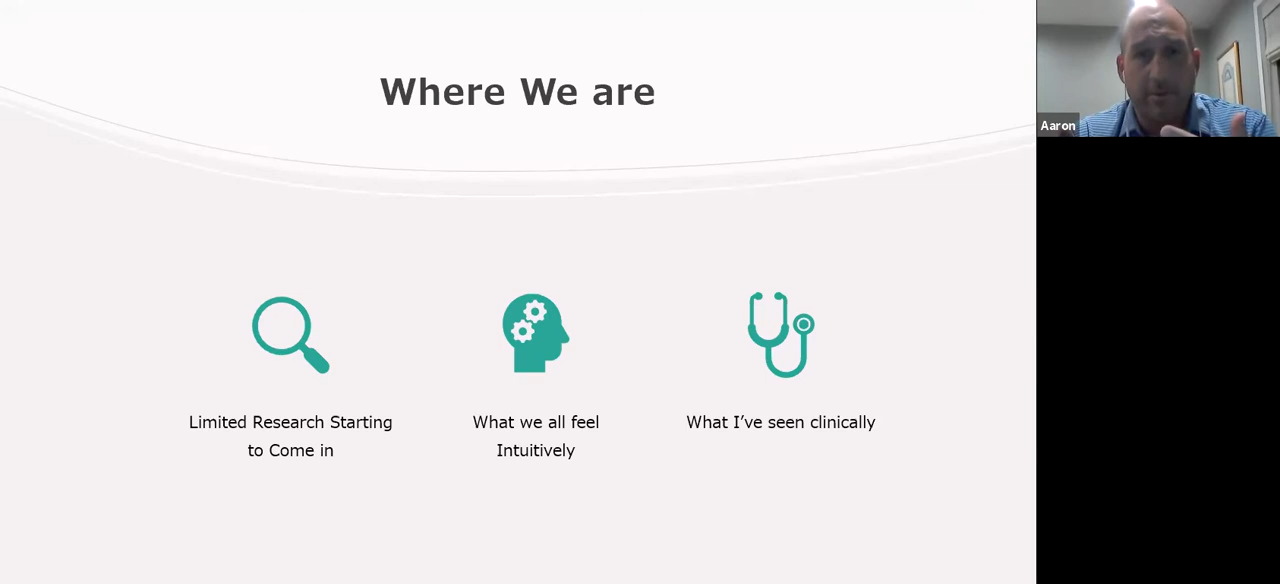 Where We are
Aaron
Limited Research Starting
to Come in
What we all feel
Intuitively
What I’ve seen clinically